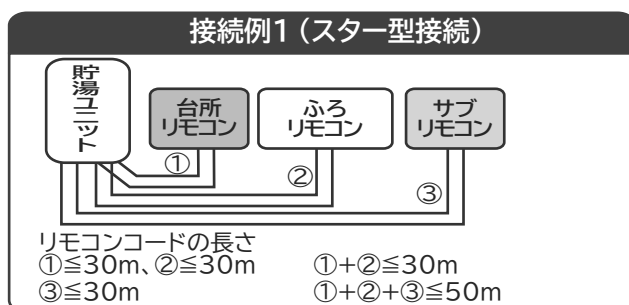 接続例1（スター型接続）
貯湯ユニット
台所
リモコン
ふろ
リモコン
サブ
リモコン
①
②
③
リモコンコードの長さ
①≦30m、②≦30m ①+②≦30m
③≦30m ①+②+③≦50m